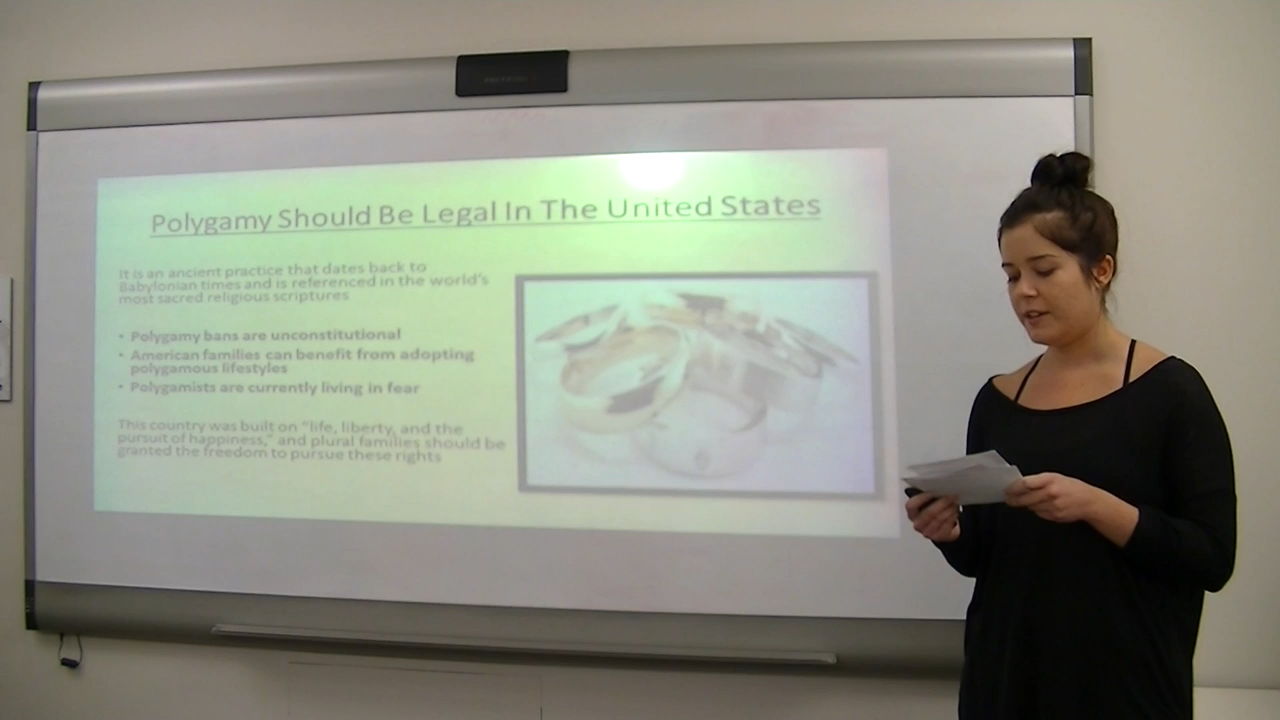 Polygamy Should Be Legal In The United States
It is an ancient practice that dates back to
Babylonian times and is referenced in the world's
most sacred religious scriptures
• Polygamy bans are unconstitutional
• American families can benefit from adopting
polygamous lifestyles
• Polygamists are currently living in fear
This country was built on "life, liberty, and the
pursuit of happiness," and plural families should be
granted the freedom to pursue these rights